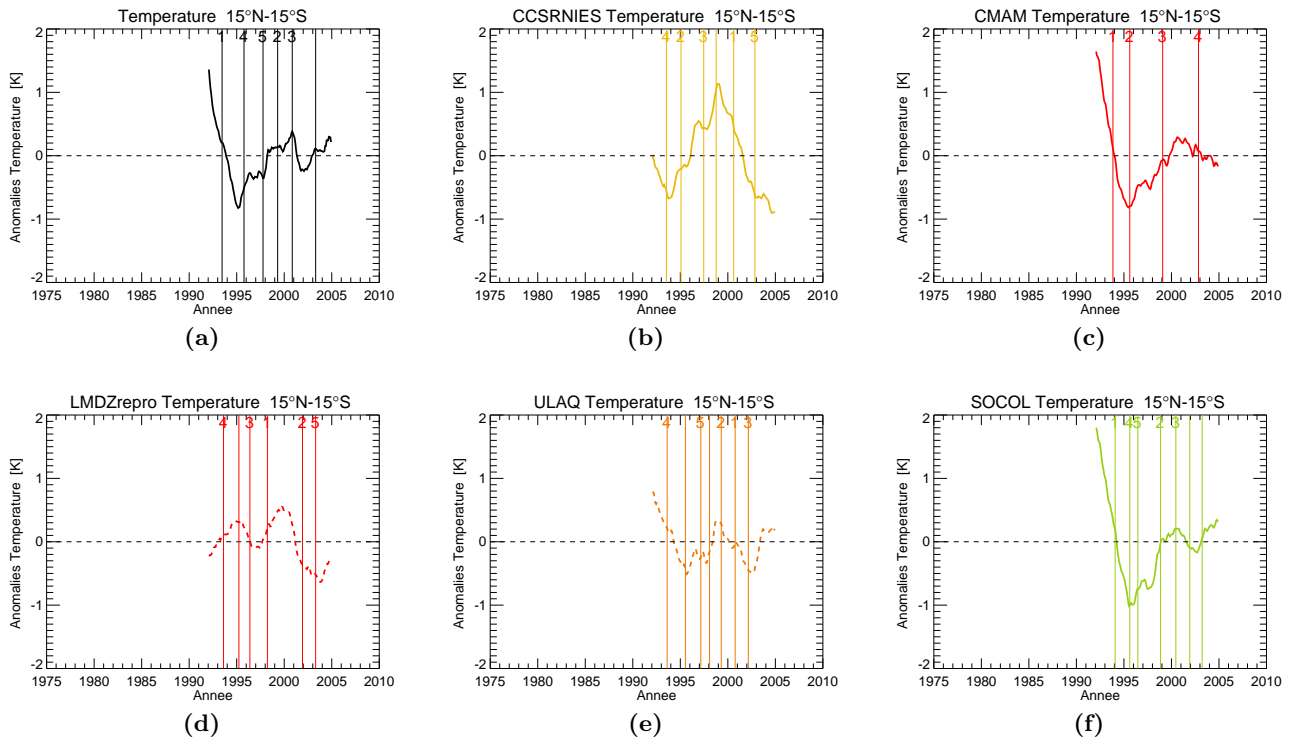 Temperature 15°N-15°S
1 4 5 2 3
2
1
0
-1
-2
Anomalies Temperature [K]
1975 1980 1985 1990 1995 2000 2005 2010
Annee
(a)
CCSRNIES Temperature 15°N-15°S
4 2 3 1 5
2
1
0
-1
-2
Anomalies Temperature [K]
1975 1980 1985 1990 1995 2000 2005 2010
Annee
(b)
CMAM Temperature 15°N-15°S
1 2 3 4
2
1
0
-1
-2
Anomalies Temperature [K]
1975 1980 1985 1990 1995 2000 2005 2010
Annee
(c)
LMDZrepro Temperature 15°N-15°S
4 3 1 2 5
2
1
0
-1
-2
Anomalies Temperature [K]
1975 1980 1985 1990 1995 2000 2005 2010
Annee
(d)
ULAQ Temperature 15°N-15°S
4 5 2 1 3
2
1
0
-1
-2
Anomalies Temperature [K]
1975 1980 1985 1990 1995 2000 2005 2010
Annee
(e)
SOCOL Temperature 15°N-15°S
1 4 5 2 3
2
1
0
-1
-2
Anomalies Temperature [K]
1975 1980 1985 1990 1995 2000 2005 2010
Annee
(f)